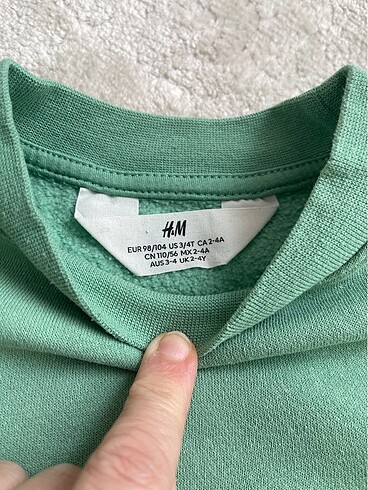 H&M
EUR 98/104 US 3/4T CA 2-4A
CN 110/56 MX 2-4A
AUS 3-4 UK 2-4Y